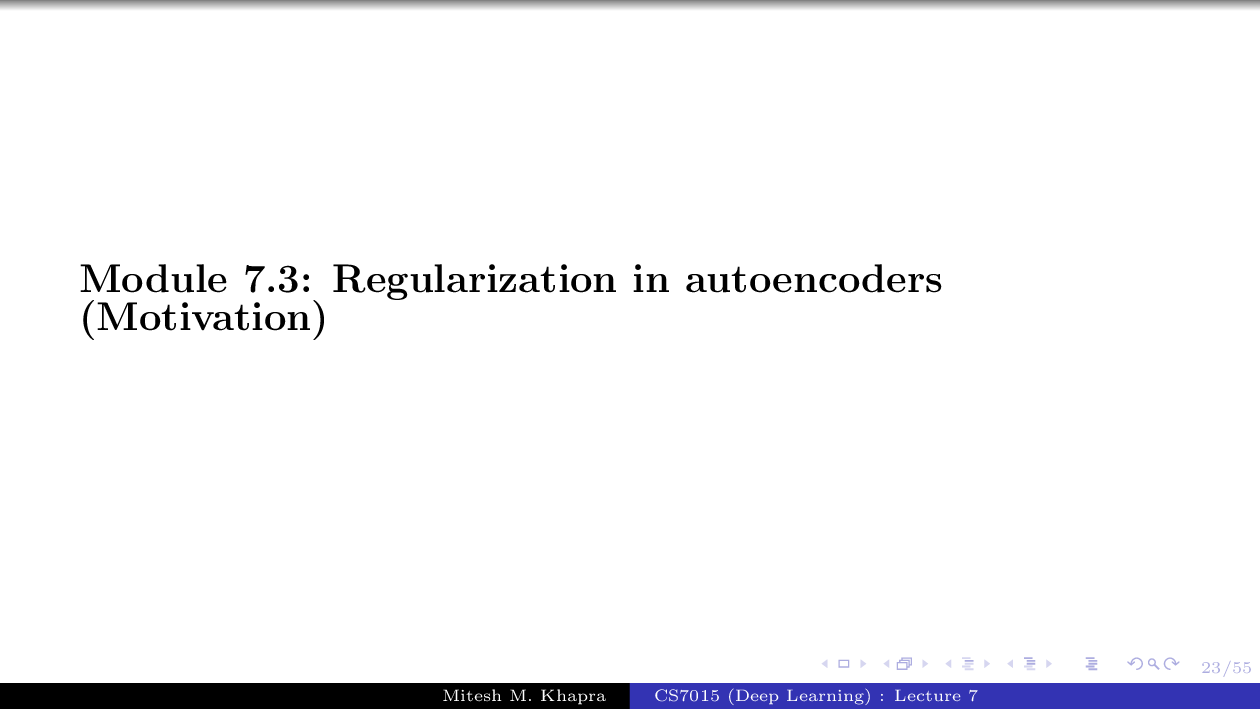 Module 7.3: Regularization in autoencoders
(Motivation)
23/55
Mitesh M. Khapra
CS7015 (Deep Learning) : Lecture 7